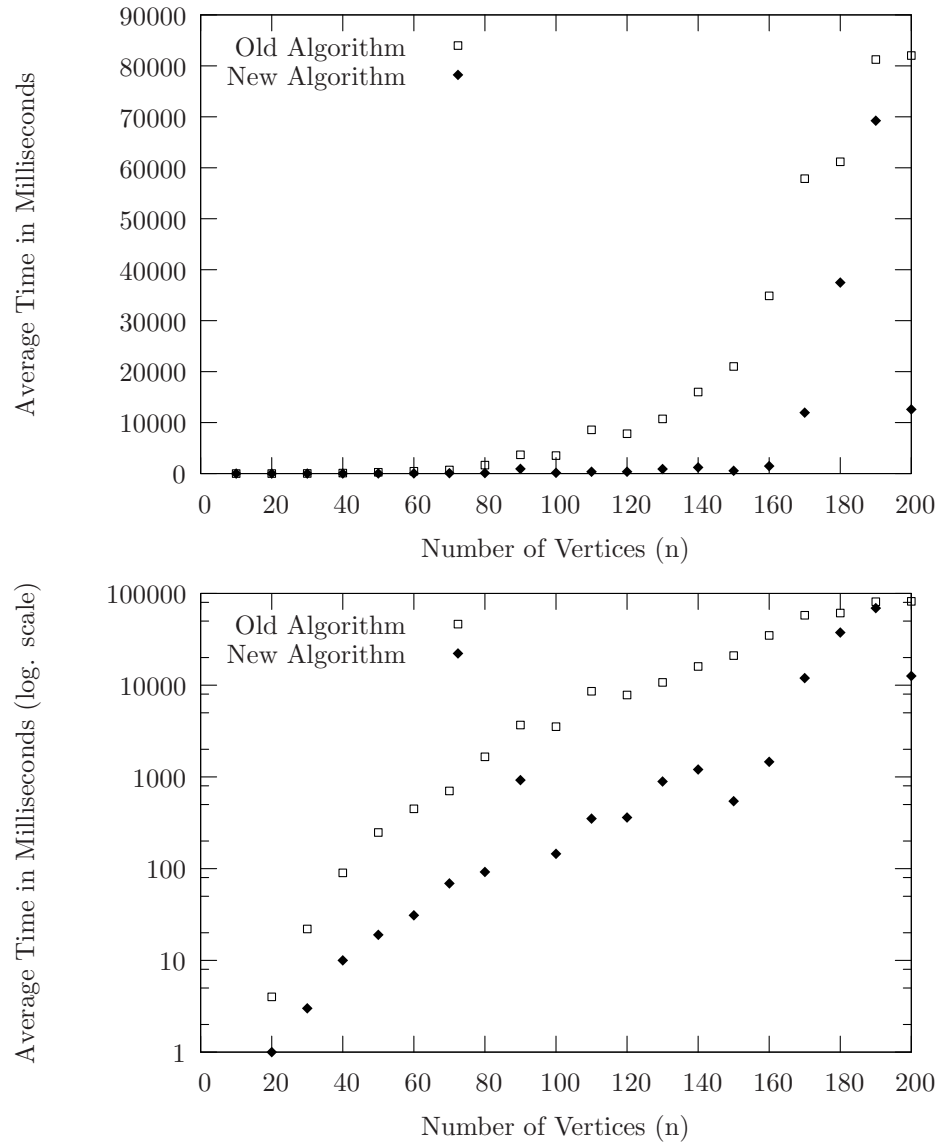 90000
80000
70000
60000
50000
40000
30000
20000
10000
0
Old Algorithm
New Algorithm
Average Time in Milliseconds
0 20 40 60 80 100 120 140 160 180 200
Number of Vertices (n)
100000
10000
1000
100
10
1
Old Algorithm
New Algorithm
Average Time in Milliseconds (log. scale)
0 20 40 60 80 100 120 140 160 180 200
Number of Vertices (n)